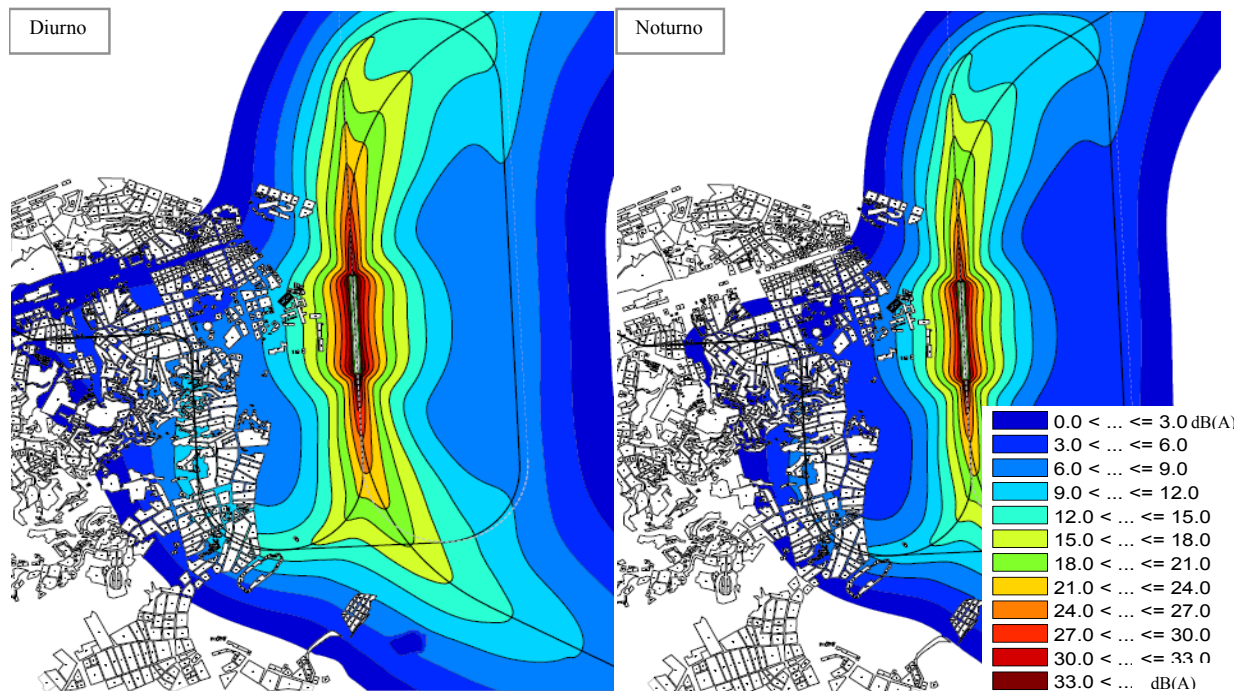 Diurno
Noturno
0.0 < ... <= 3.0 dB(A)
3.0 < ... <= 6.0
6.0 < ... <= 9.0
9.0 < ... <= 12.0
12.0 < ... <= 15.0
15.0 < ... <= 18.0
18.0 < ... <= 21.0
21.0 < ... <= 24.0
24.0 < ... <= 27.0
27.0 < ... <= 30.0
30.0 < ... <= 33.0
33.0 < ... dB(A)